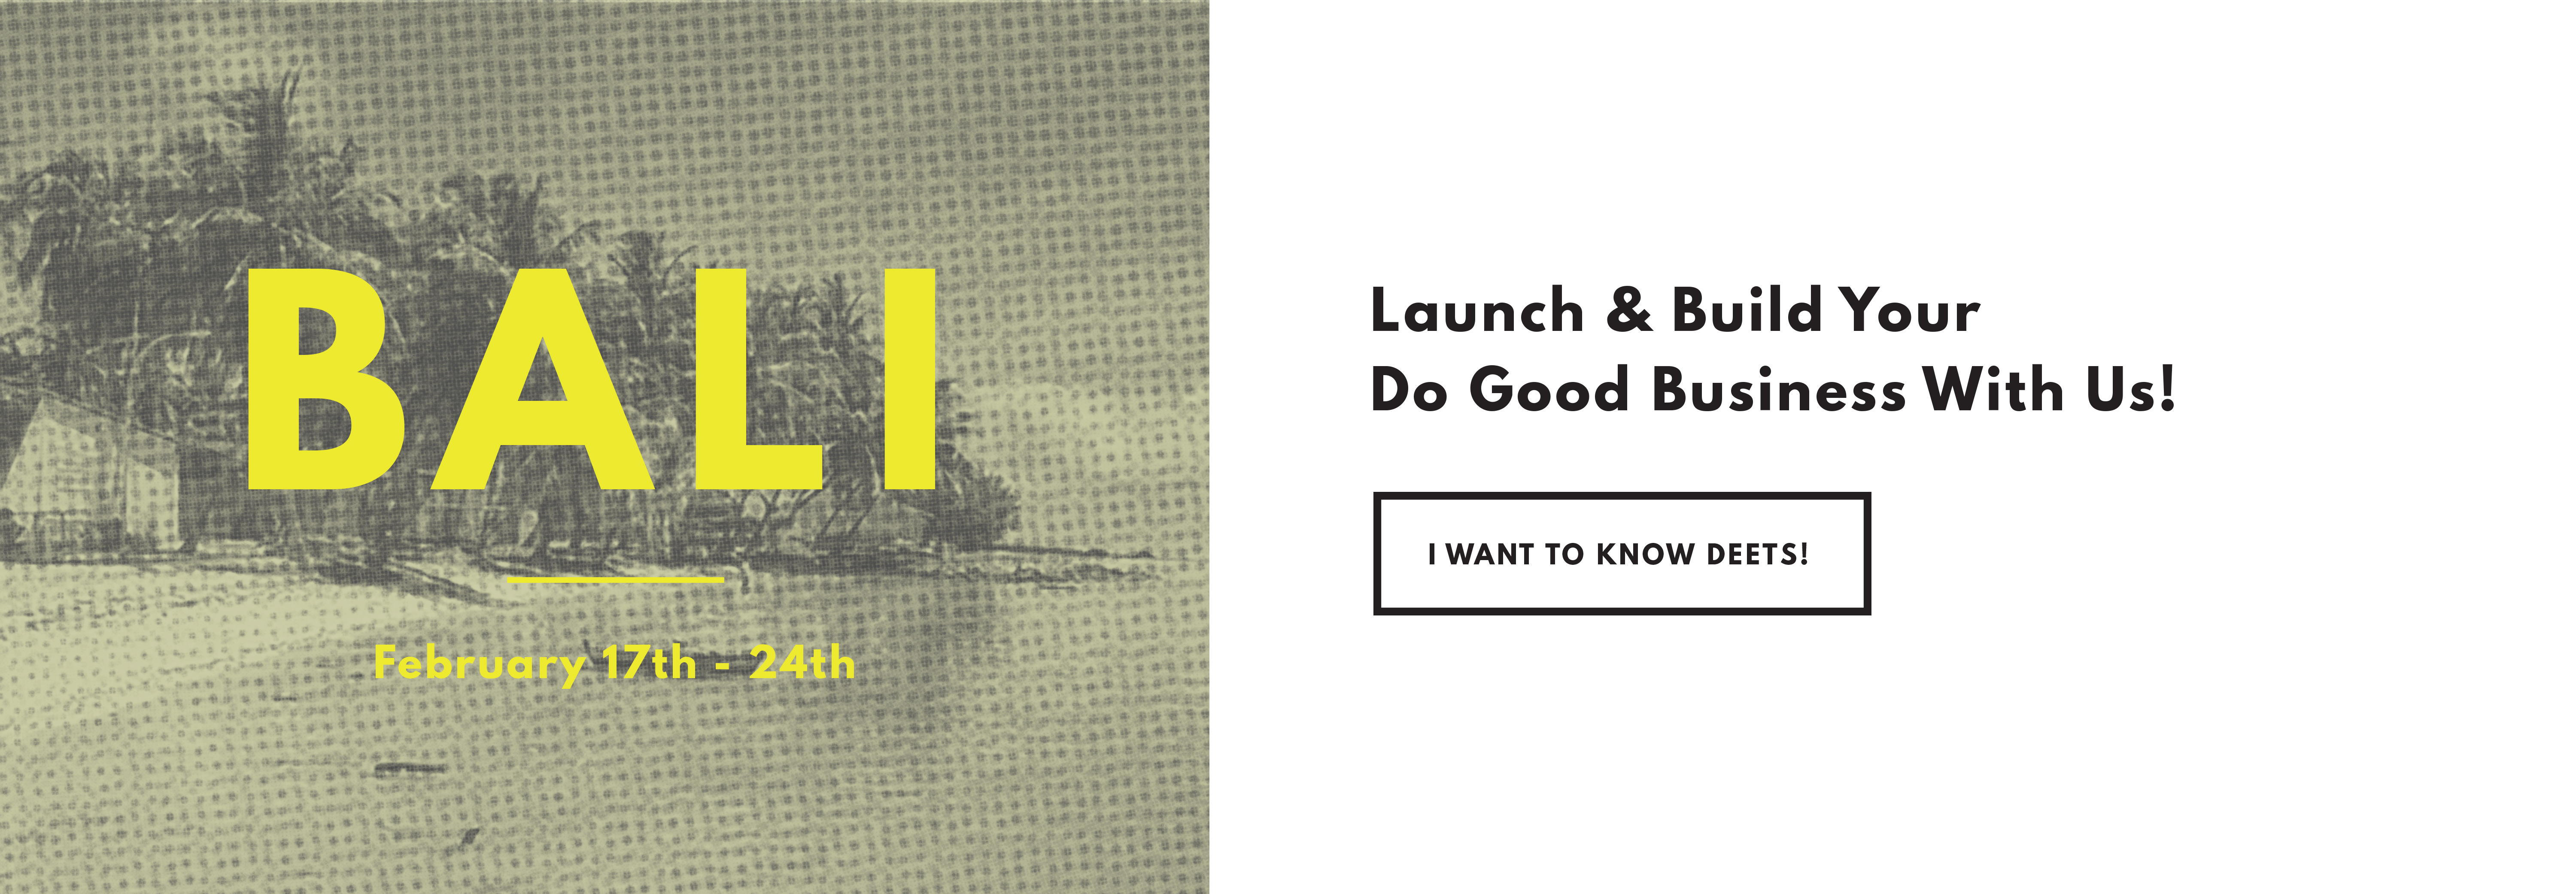 BALI
February 17th - 24th
Launch & Build Your
Do Good Business With Us!
I WANT TO KNOW DEETS!